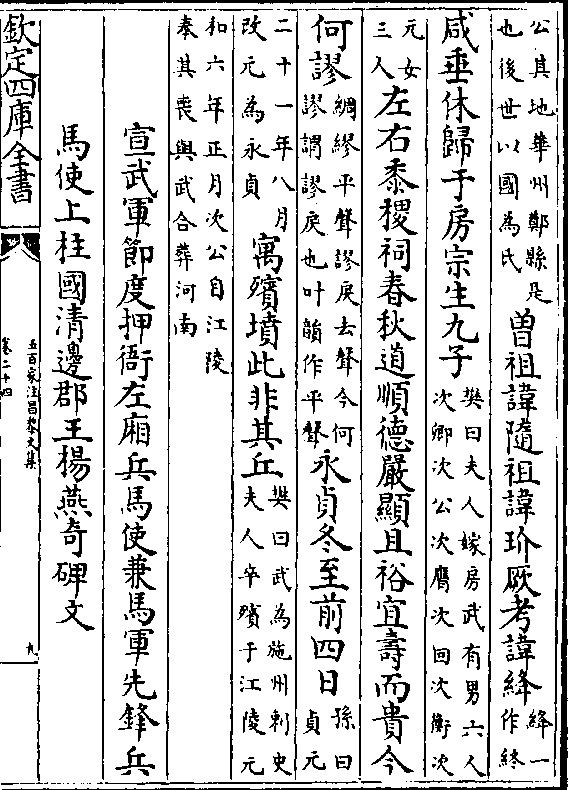 公其地華州鄭縣是
也後世以國為氏
曽祖諱隨祖諱玠厥考諱絳
絳一
作終
咸垂休歸于房宗生九子
樊曰夫人嫁房武有男六人
次卿次公次膺次回次衡次
元女
三人
左右黍稷祠春秋道順德嚴顯且裕宜壽而貴今
何謬
綢繆平聲謬戾去聲今何
謬謂謬戾也叶韻作平聲
永貞冬至前四日
孫曰
貞元
二十一年八月
改元為永貞
寓殯墳此非其丘
樊曰武為施州刺史
夫人卒殯于江陵元
和六年正月次公自江陵
奉其喪與武合葬河南
宣武軍節度押衙左廂兵馬使兼馬軍先鋒兵
馬使上柱國清邊郡王楊燕奇碑文
欽定四庫全書
五百家注昌黎文集
卷二十四
九